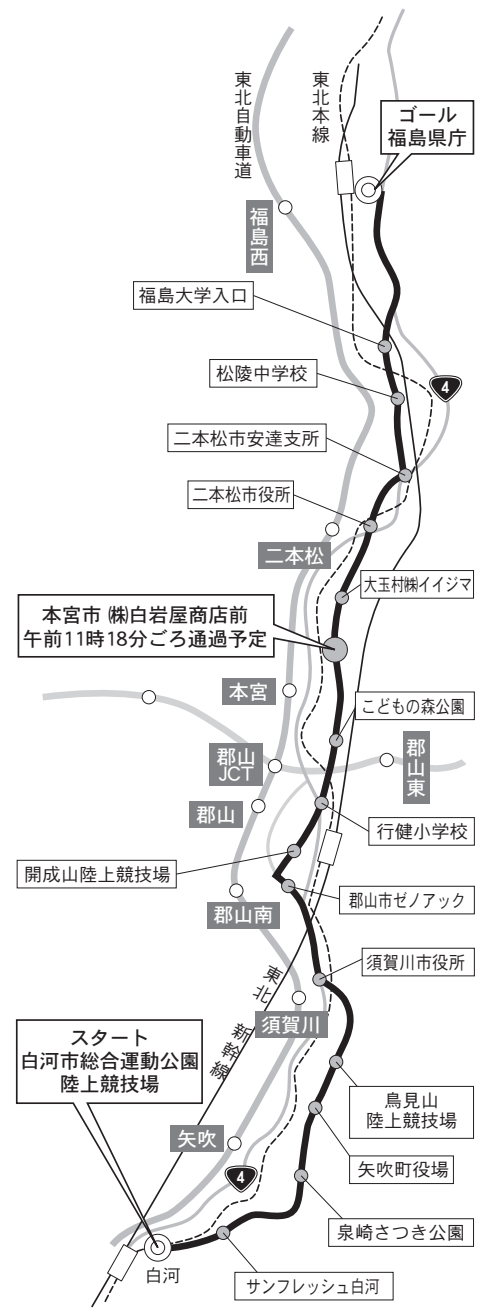 東北自動車道
東北本線
ゴール
福島県庁
福島西
福島大学入口
松陵中学校
4
二本松市安達支所
二本松市役所
二本松
大玉村㈱イイジマ
本宮市 ㈱白岩屋商店前
午前11時18分ごろ通過予定
本宮
こどもの森公園
郡山
JCT
郡山東
郡山
行健小学校
開成山陸上競技場
郡山市ゼノアック
郡山南
須賀川市役所
東北新幹線
須賀川
スタート
白河市総合運動公園
陸上競技場
鳥見山
陸上競技場
矢吹
矢吹町役場
4
泉崎さつき公園
白河
サンフレッシュ白河